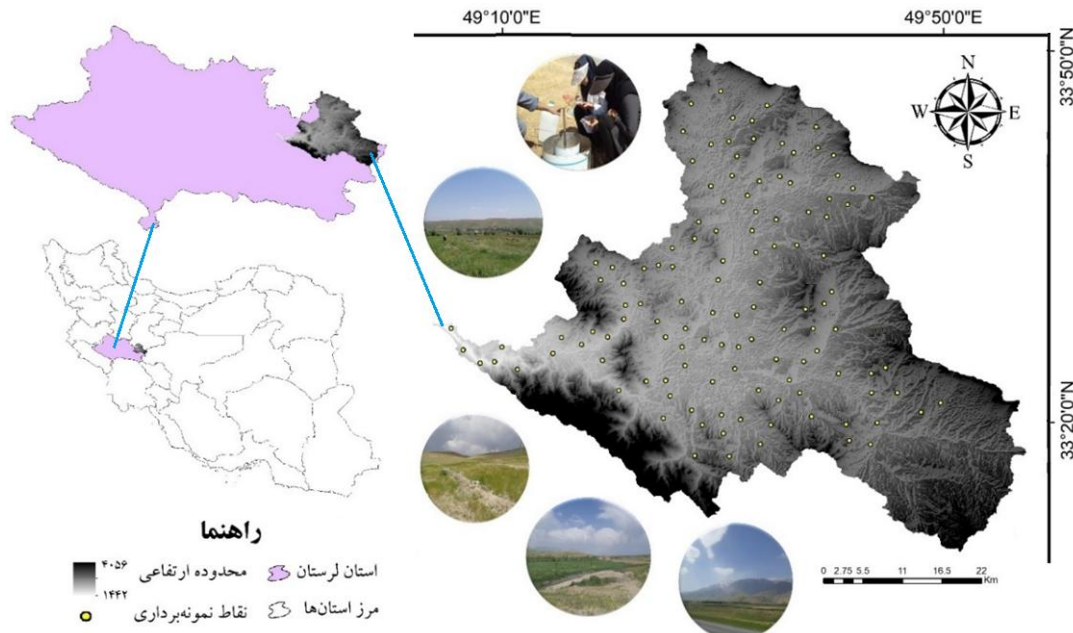 49°10'0"E
49°50'0"E
33°50'0"N
33°20'0"N
N
W E
S
راهنما
استان لرستان
محدوده ارتفاعی
۴۰۵۶
۱۴۴۲
مرز استان‌ها
نقاط نمونه‌برداری
0 2.75 5.5 11 16.5 22
Km